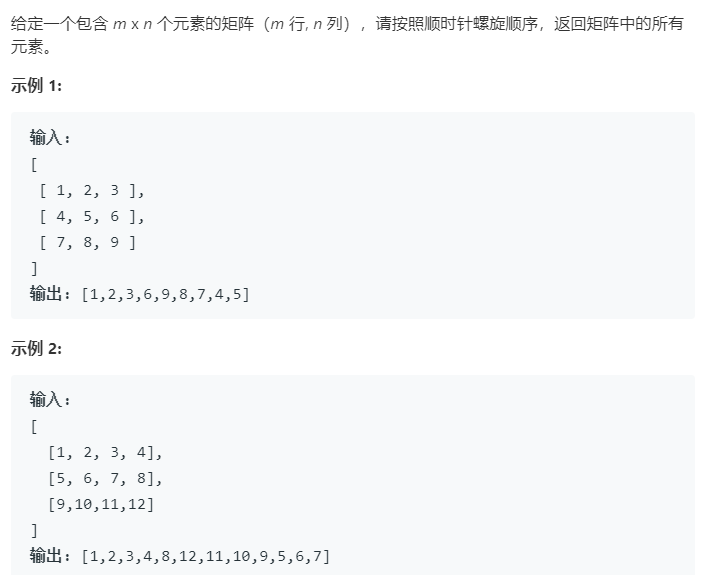 给定一个包含 m x n 个元素的矩阵（m 行, n 列），请按照顺时针螺旋顺序，返回矩阵中的所有
元素。
示例 1:
输入:
[
[ 1, 2, 3 ],
[ 4, 5, 6 ],
[ 7, 8, 9 ]
]
输出: [1,2,3,6,9,8,7,4,5]
示例 2:
输入:
[
[1, 2, 3, 4],
[5, 6, 7, 8],
[9,10,11,12]
]
输出: [1,2,3,4,8,12,11,10,9,5,6,7]